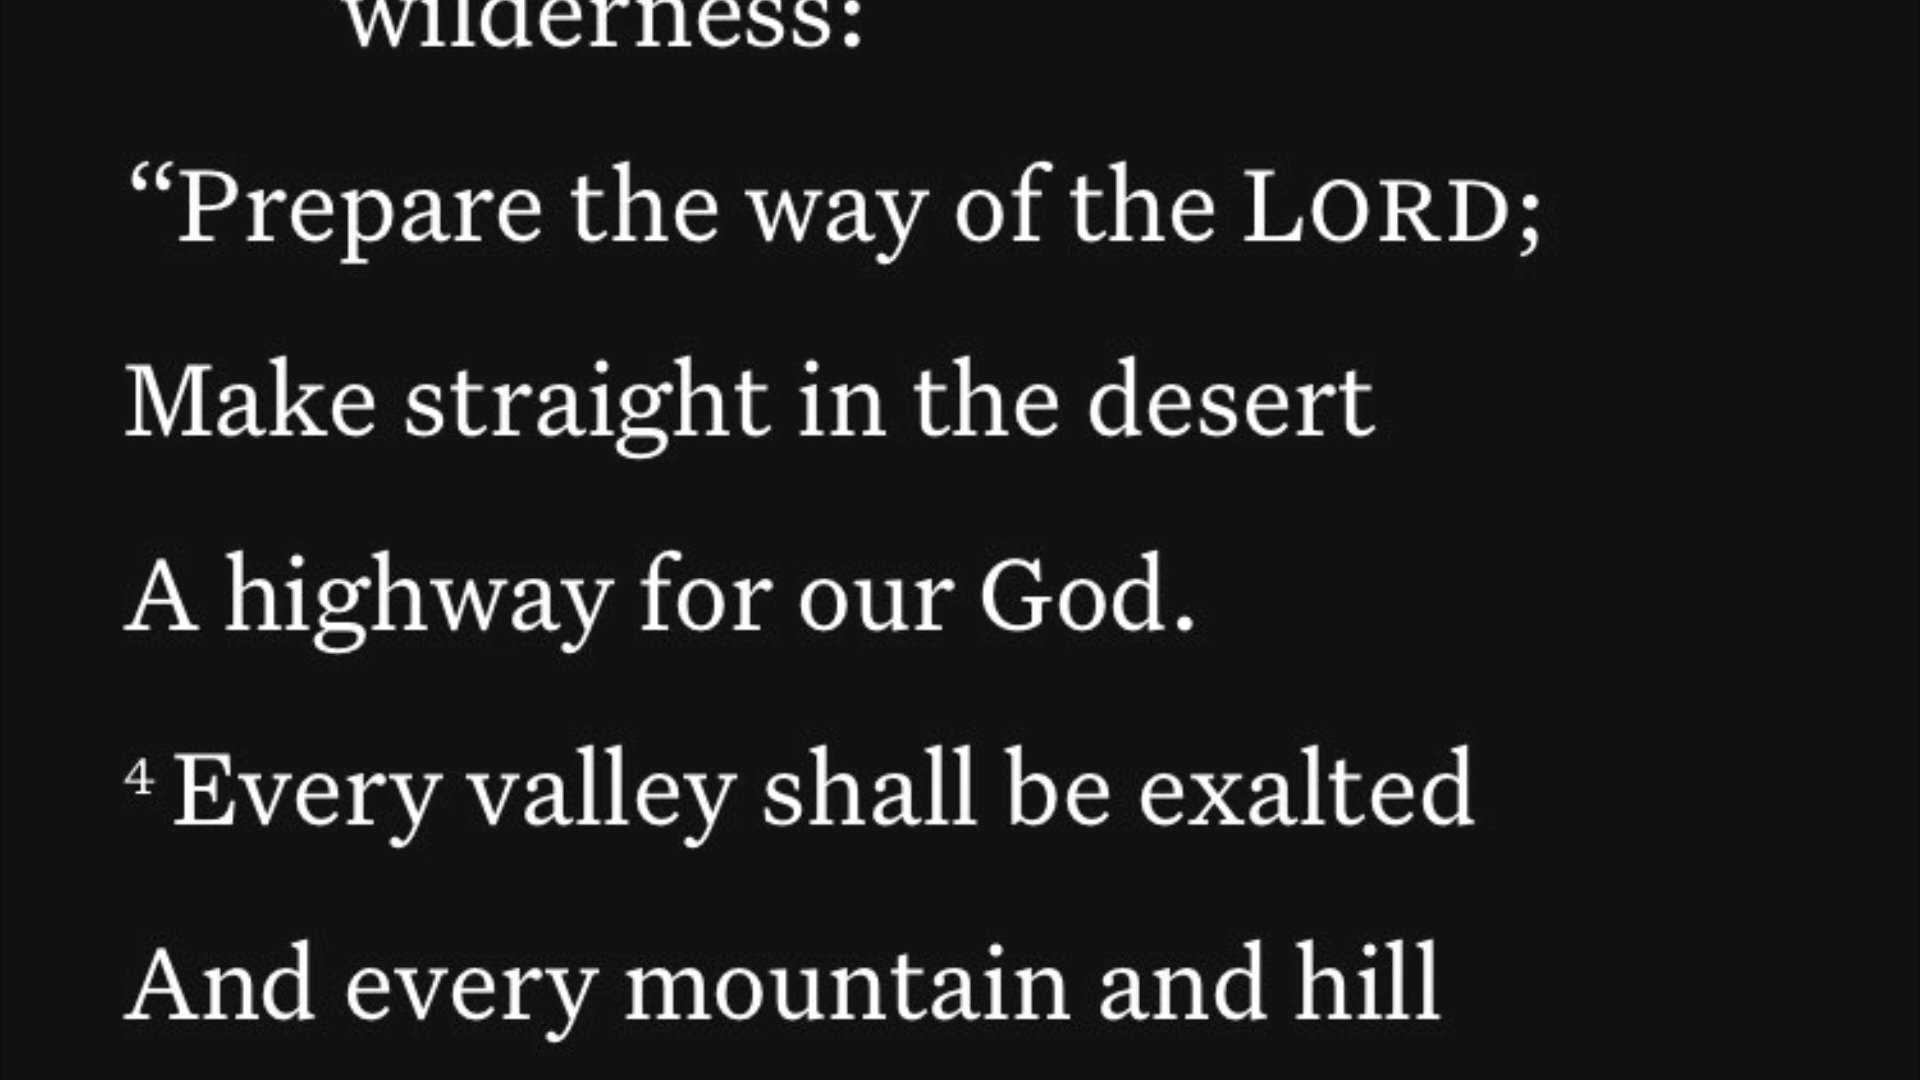 wilderness:
“Prepare the way of the LORD;
Make straight in the desert
A highway for our God.
4 Every valley shall be exalted
And every mountain and hill